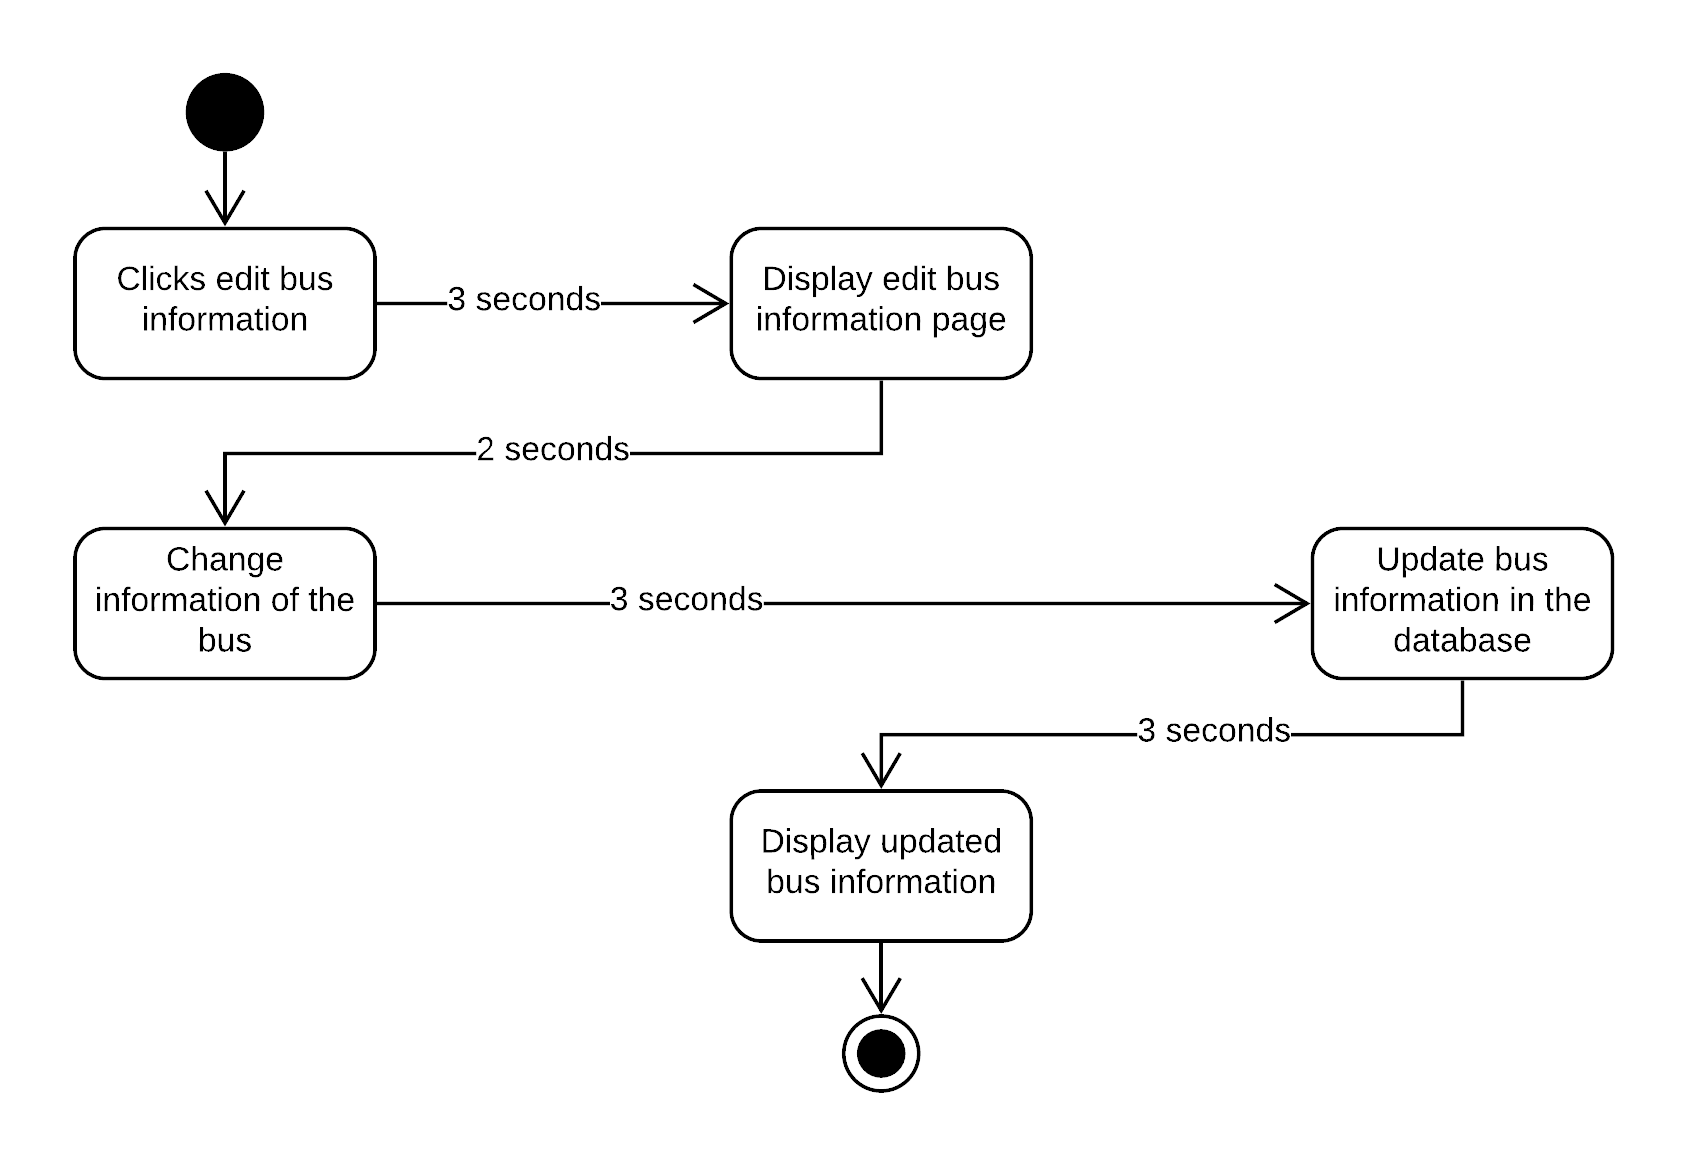 Clicks edit bus
information
3 seconds
Display edit bus
information page
2 seconds
Change
information of the
bus
3 seconds
Update bus
information in the
database
3 seconds
Display updated
bus information